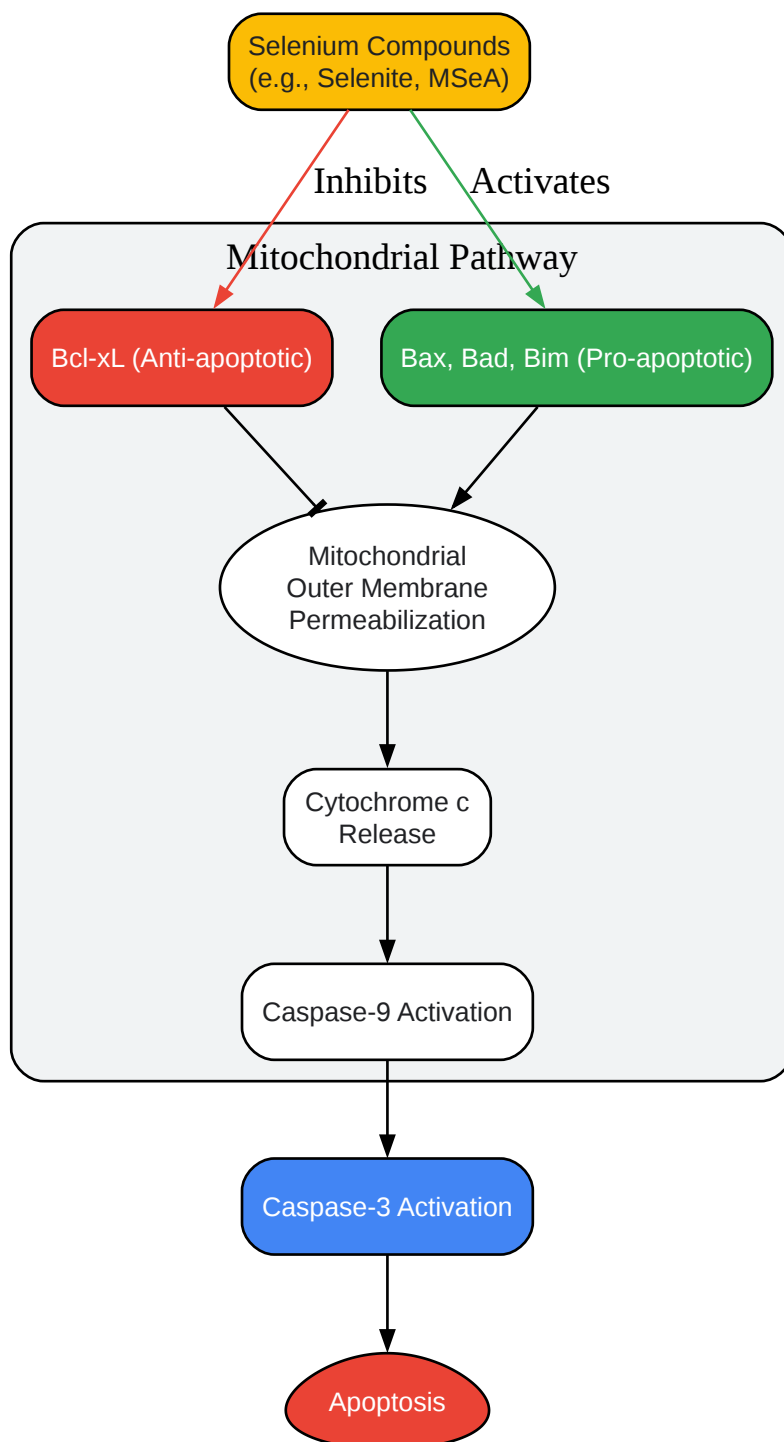 Selenium Compounds
(e.g., Selenite, MSeA)
Inhibits
Activates
Mitochondrial Pathway
Bcl-xL (Anti-apoptotic)
Bax, Bad, Bim (Pro-apoptotic)
Mitochondrial
Outer Membrane
Permeabilization
Cytochrome c
Release
Caspase-9 Activation
Caspase-3 Activation
Apoptosis